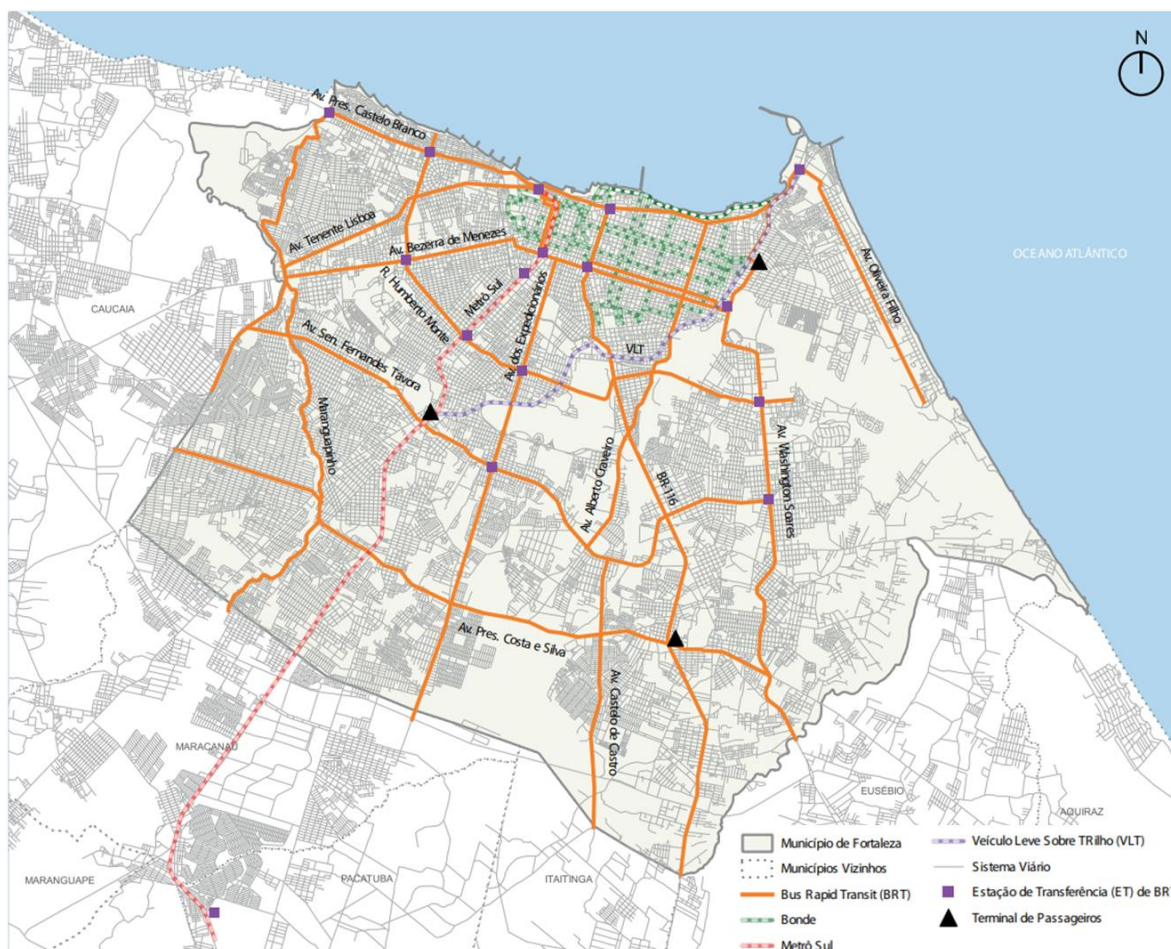 N
Av. Pres. Castelo Branco
Av. Tenente Lisboa
Av. Bezerra de Menezes
OCEANO ATLÂNTICO
Av. Oliveira Filho
CAUCAIA
R. Humberto Monte
Metrô Sul
Av. dos Expedicionários
Av. Sen. Fernandes Távora
VLT
Maranguapinho
Av. Alberto Craveiro
BR-116
Av. Washington Soares
Av. Pres. Costa e Silva
Av. Castelo de Castro
MARACANAÚ
EUSÉBIO
AQUIRAZ
MARANGUAPE
PACATUBA
ITAITINGA
Município de Fortaleza
Municípios Vizinhos
Bus Rapid Transit (BRT)
Bonde
Metrô Sul
Veículo Leve Sobre TRilho (VLT)
Sistema Viário
Estação de Transferência (ET) de BRT
Terminal de Passageiros